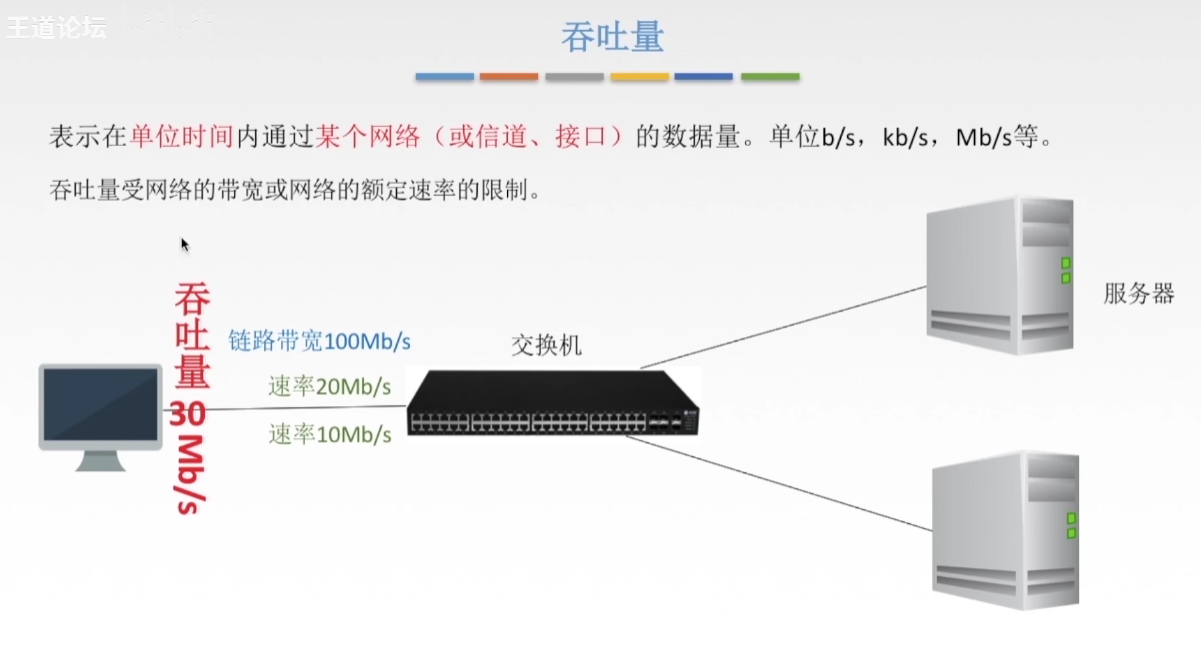 王道论坛
吞吐量
表示在单位时间内通过某个网络（或信道、接口）的数据量。单位b/s，kb/s，Mb/s等。
吞吐量受网络的带宽或网络的额定速率的限制。
吞吐量30Mb/s
链路带宽100Mb/s
速率20Mb/s
速率10Mb/s
交换机
服务器